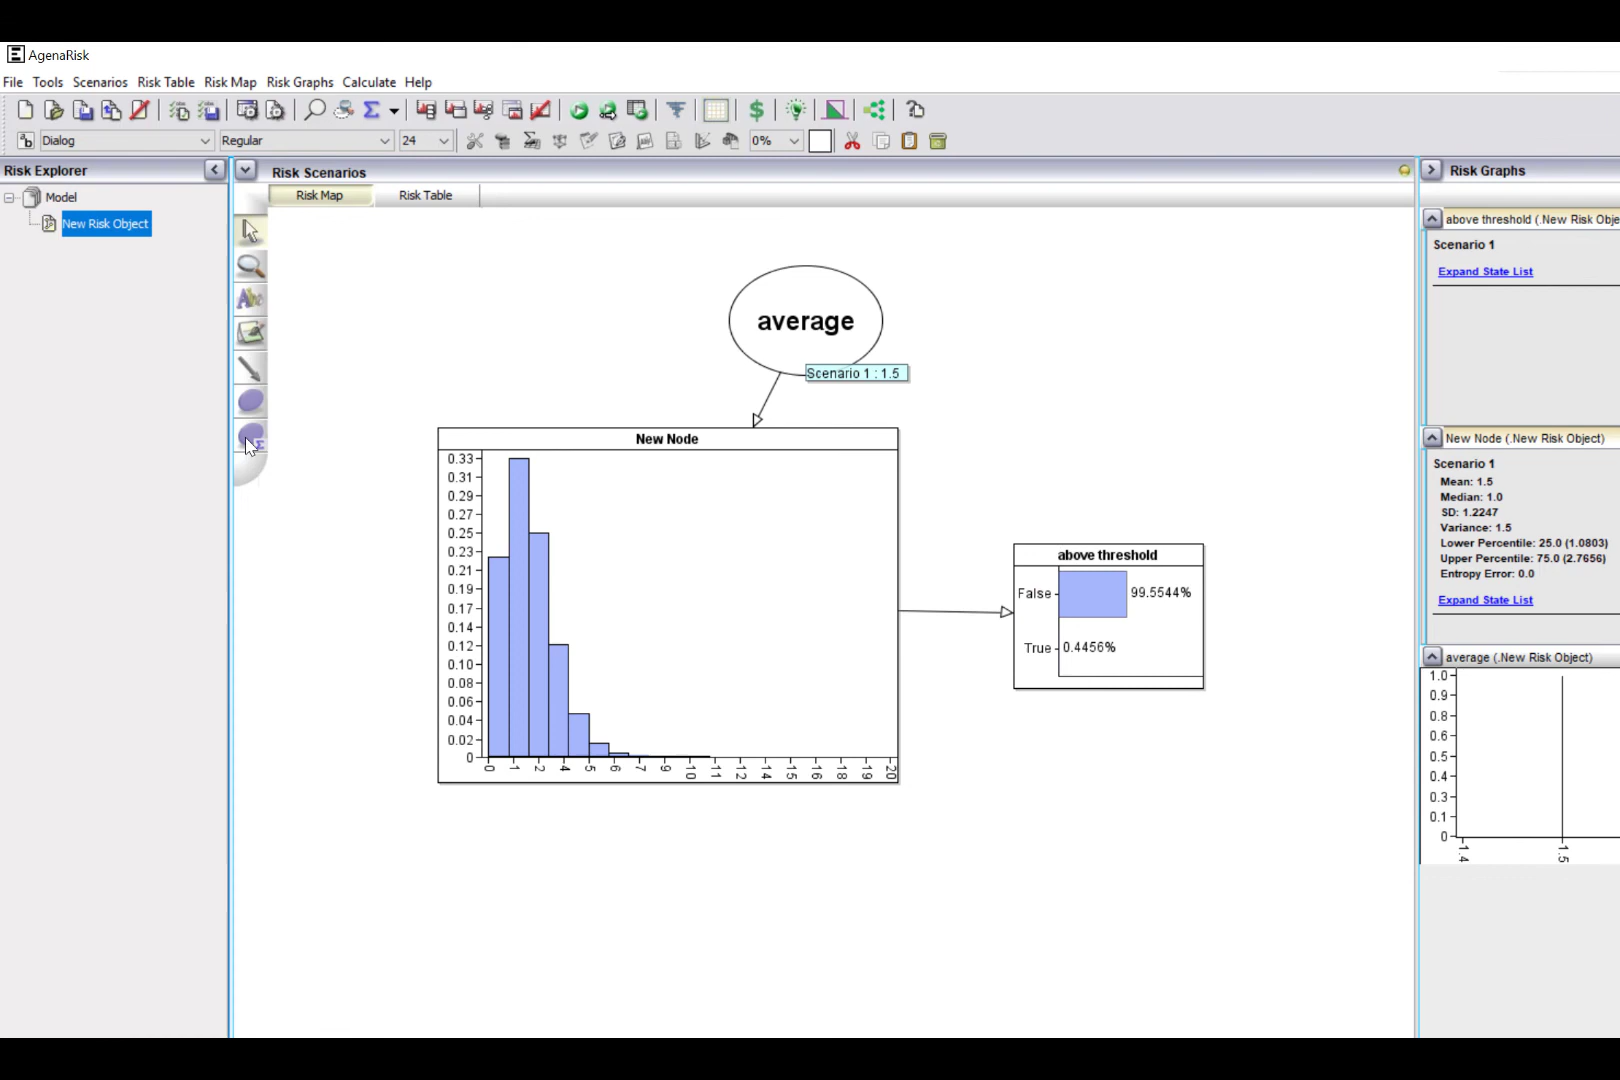 AgenaRisk
File Tools Scenarios Risk Table Risk Map Risk Graphs Calculate Help
Dialog Regular 24 0%
Risk Explorer
Model
New Risk Object
Risk Scenarios
Risk Map Risk Table
average
Scenario 1 : 1.5
New Node
0.33
0.31
0.29
0.27
0.25
0.23
0.21
0.19
0.17
0.14
0.12
0.10
0.08
0.06
0.04
0.02
0
0 1 2 4 5 6 7 9 10 11 12 14 15 16 18 19 20
above threshold
False 99.5544%
True 0.4456%
Risk Graphs
above threshold (.New Risk Obje
Scenario 1
Expand State List
New Node (.New Risk Object)
Scenario 1
Mean: 1.5
Median: 1.0
SD: 1.2247
Variance: 1.5
Lower Percentile: 25.0 (1.0803)
Upper Percentile: 75.0 (2.7656)
Entropy Error: 0.0
Expand State List
average (.New Risk Object)
1.0
0.9
0.8
0.6
0.5
0.4
0.3
0.1
0
1.4 1.5